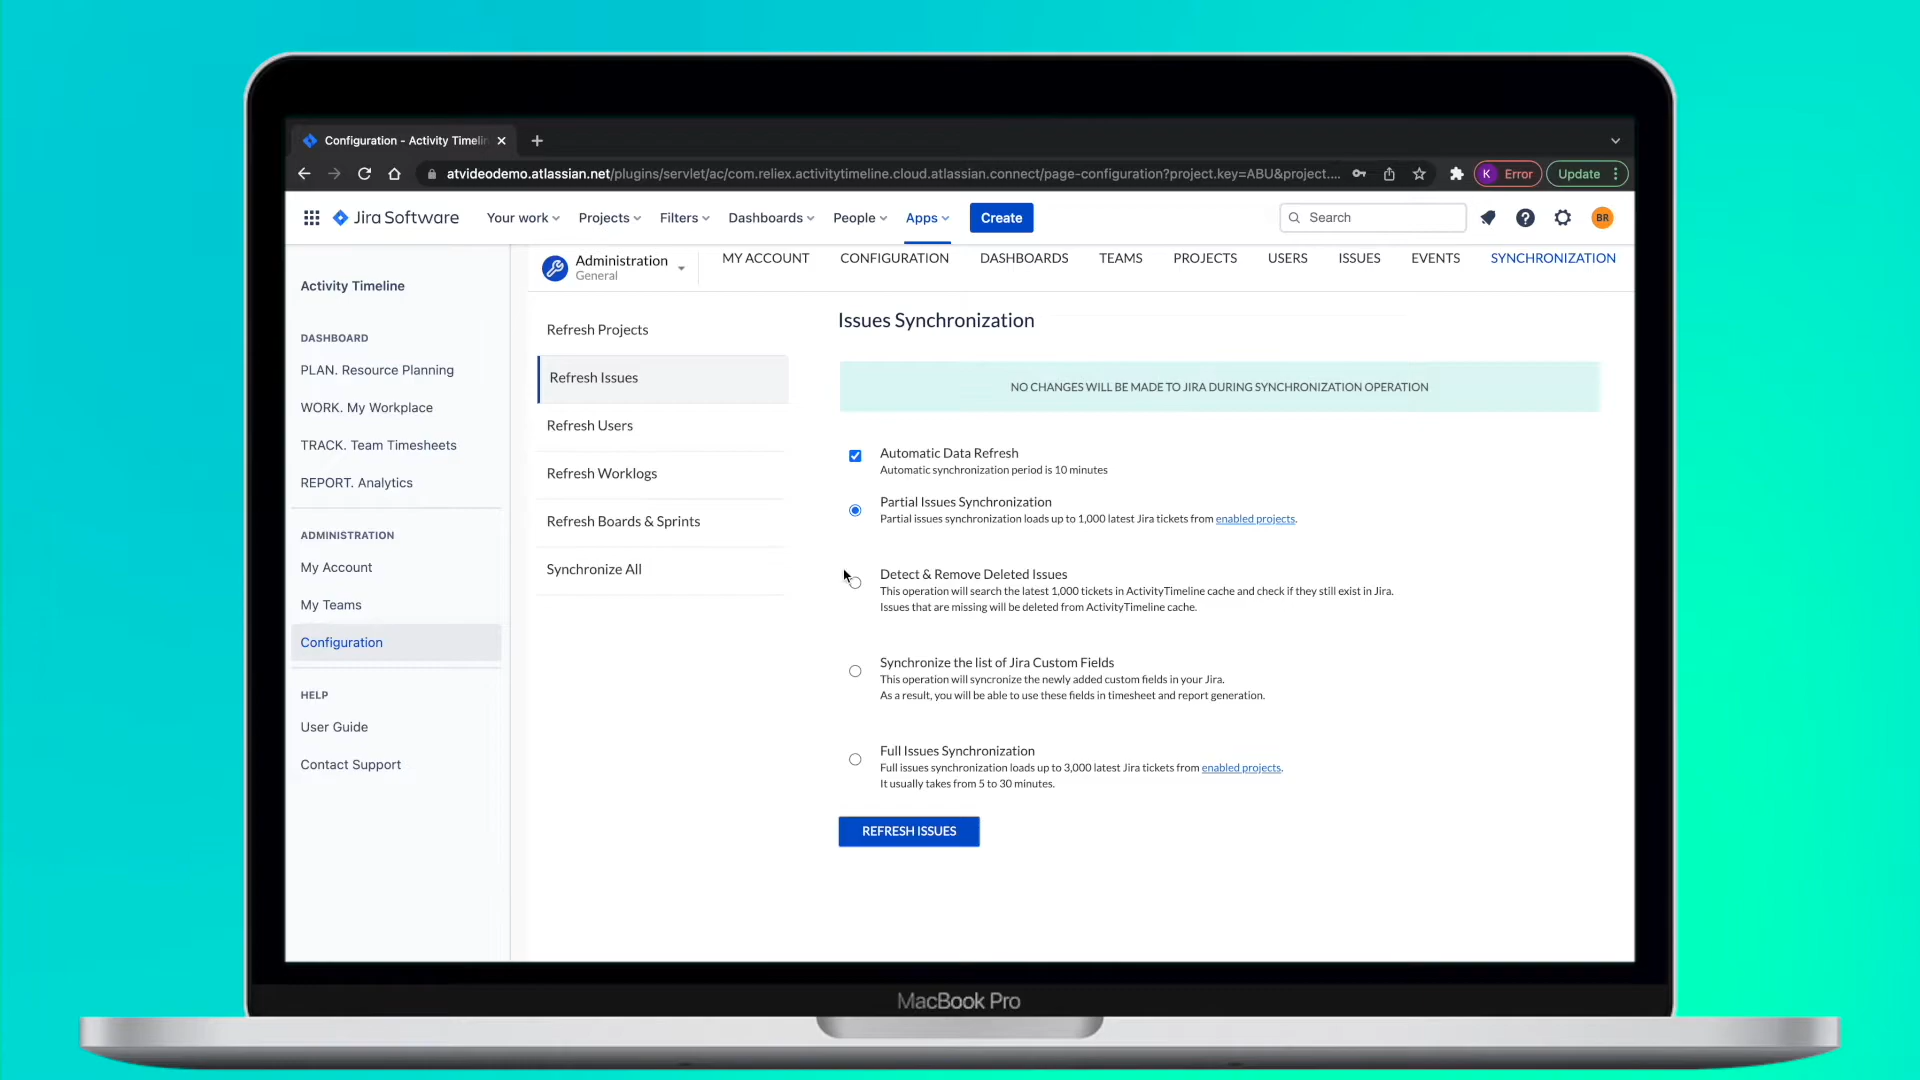 Configuration - Activity Timelin
atvideodemo.atlassian.net/plugins/servlet/ac/com.reliex.activitytimeline.cloud.atlassian.connect/page-configuration?project.key=ABU&project....
K Error
Update
Jira Software
Your work
Projects
Filters
Dashboards
People
Apps
Create
Search
BR
Activity Timeline
DASHBOARD
PLAN. Resource Planning
WORK. My Workplace
TRACK. Team Timesheets
REPORT. Analytics
ADMINISTRATION
My Account
My Teams
Configuration
HELP
User Guide
Contact Support
Administration
General
MY ACCOUNT
CONFIGURATION
DASHBOARDS
TEAMS
PROJECTS
USERS
ISSUES
EVENTS
SYNCHRONIZATION
Refresh Projects
Refresh Issues
Refresh Users
Refresh Worklogs
Refresh Boards & Sprints
Synchronize All
Issues Synchronization
NO CHANGES WILL BE MADE TO JIRA DURING SYNCHRONIZATION OPERATION
Automatic Data Refresh
Automatic synchronization period is 10 minutes
Partial Issues Synchronization
Partial issues synchronization loads up to 1,000 latest Jira tickets from enabled projects.
Detect & Remove Deleted Issues
This operation will search the latest 1,000 tickets in ActivityTimeline cache and check if they still exist in Jira.
Issues that are missing will be deleted from ActivityTimeline cache.
Synchronize the list of Jira Custom Fields
This operation will syncronize the newly added custom fields in your Jira.
As a result, you will be able to use these fields in timesheet and report generation.
Full Issues Synchronization
Full issues synchronization loads up to 3,000 latest Jira tickets from enabled projects.
It usually takes from 5 to 30 minutes.
REFRESH ISSUES
MacBook Pro